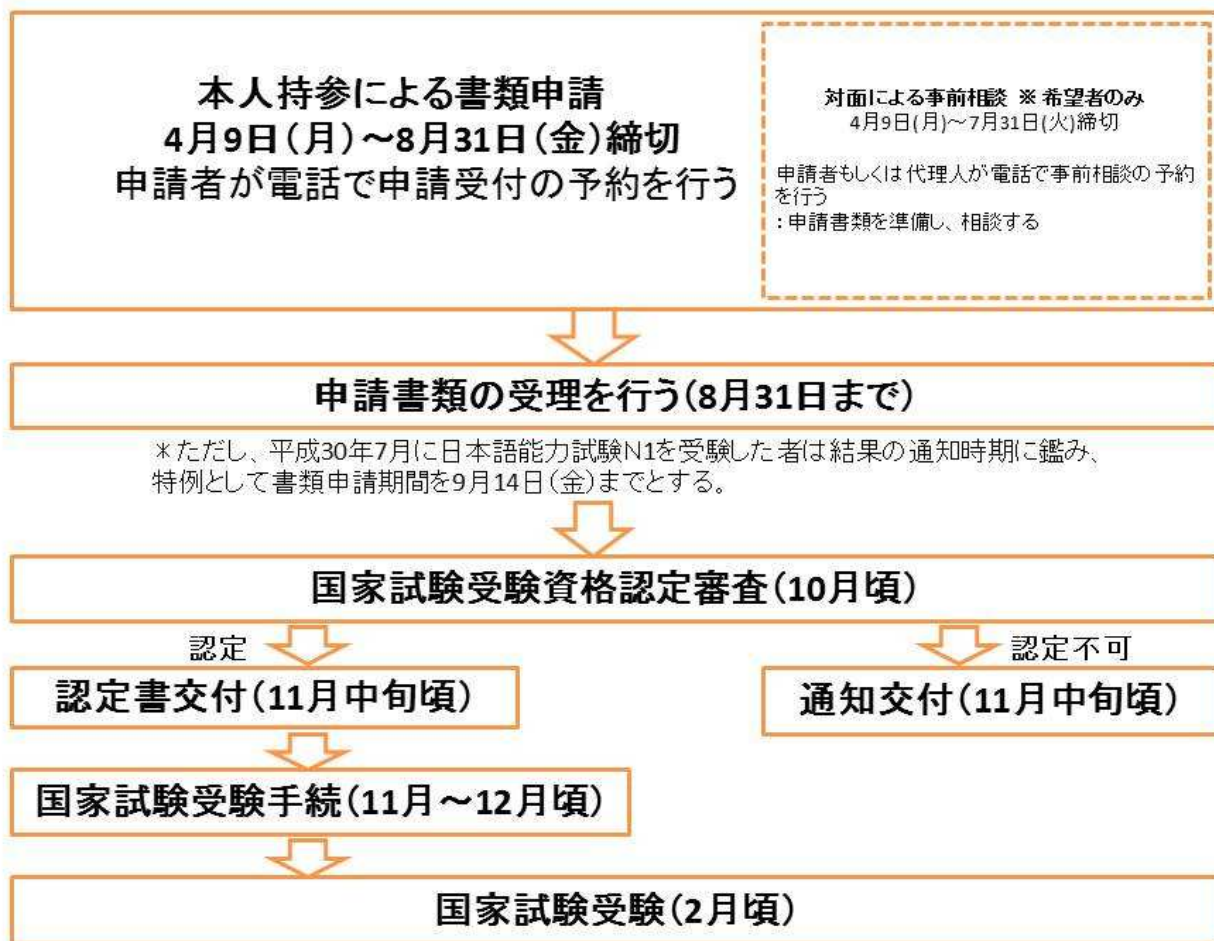 本人持参による書類申請
4月9日(月)～8月31日(金)締切
申請者が電話で申請受付の予約を行う
対面による事前相談 ※希望者のみ
4月9日(月)～7月31日(火)締切
申請者もしくは代理人が電話で事前相談の予約
を行う
：申請書類を準備し、相談する
申請書類の受理を行う(8月31日まで)
＊ただし、平成30年7月に日本語能力試験N1を受験した者は結果の通知時期に鑑み、
特例として書類申請期間を9月14日(金)までとする。
国家試験受験資格認定審査(10月頃)
認定
認定不可
認定書交付(11月中旬頃)
通知交付(11月中旬頃)
国家試験受験手続(11月～12月頃)
国家試験受験(2月頃)